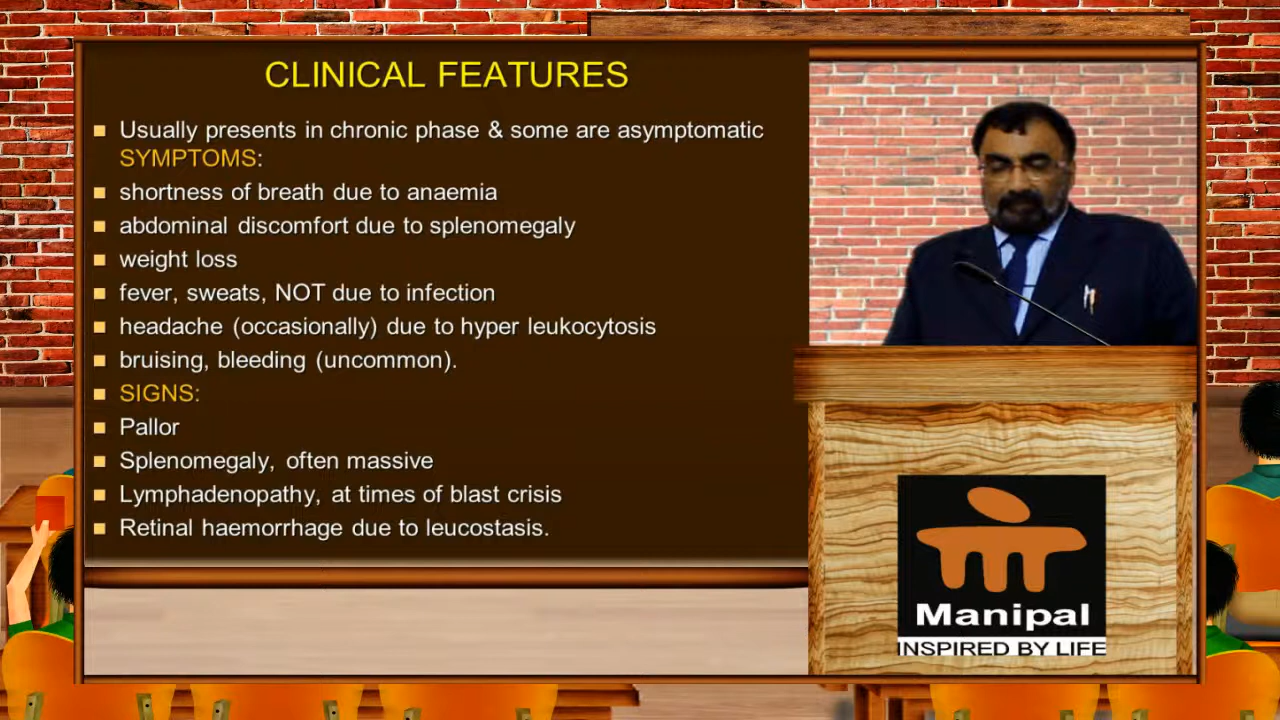 CLINICAL FEATURES
Usually presents in chronic phase & some are asymptomatic
SYMPTOMS:
shortness of breath due to anaemia
abdominal discomfort due to splenomegaly
weight loss
fever, sweats, NOT due to infection
headache (occasionally) due to hyper leukocytosis
bruising, bleeding (uncommon).
SIGNS:
Pallor
Splenomegaly, often massive
Lymphadenopathy, at times of blast crisis
Retinal haemorrhage due to leucostasis.
Manipal
INSPIRED BY LIFE